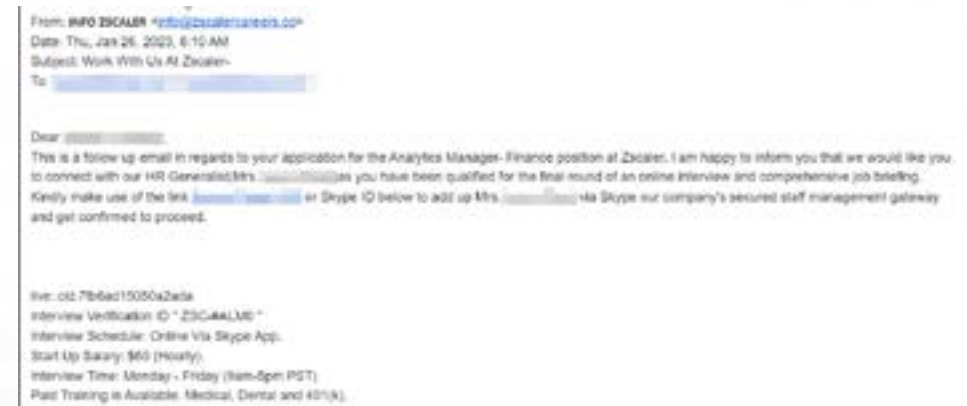 From: INFO ZSCALER <info@zscalercareers.co>
Date: Thu, Jan 26, 2023, 6:10 AM
Subject: Work With Us At Zscaler-
To:
Dear
This is a follow up email in regards to your application for the Analytics Manager- Finance position at Zscaler. I am happy to inform you that we would like you
to connect with our HR Generalist/Mrs. as you have been qualified for the final round of an online interview and comprehensive job briefing.
Kindly make use of the link or Skype ID below to add up Mrs. via Skype our company's secured staff management gateway
and get confirmed to proceed.
live:
Interview Verification ID "
Interview Schedule: Online Via Skype App.
Start Up Salary: $60 (Hourly).
Interview Time: Monday - Friday (9am-5pm PST)
Paid Training is Available. Medical, Dental and 401(k).